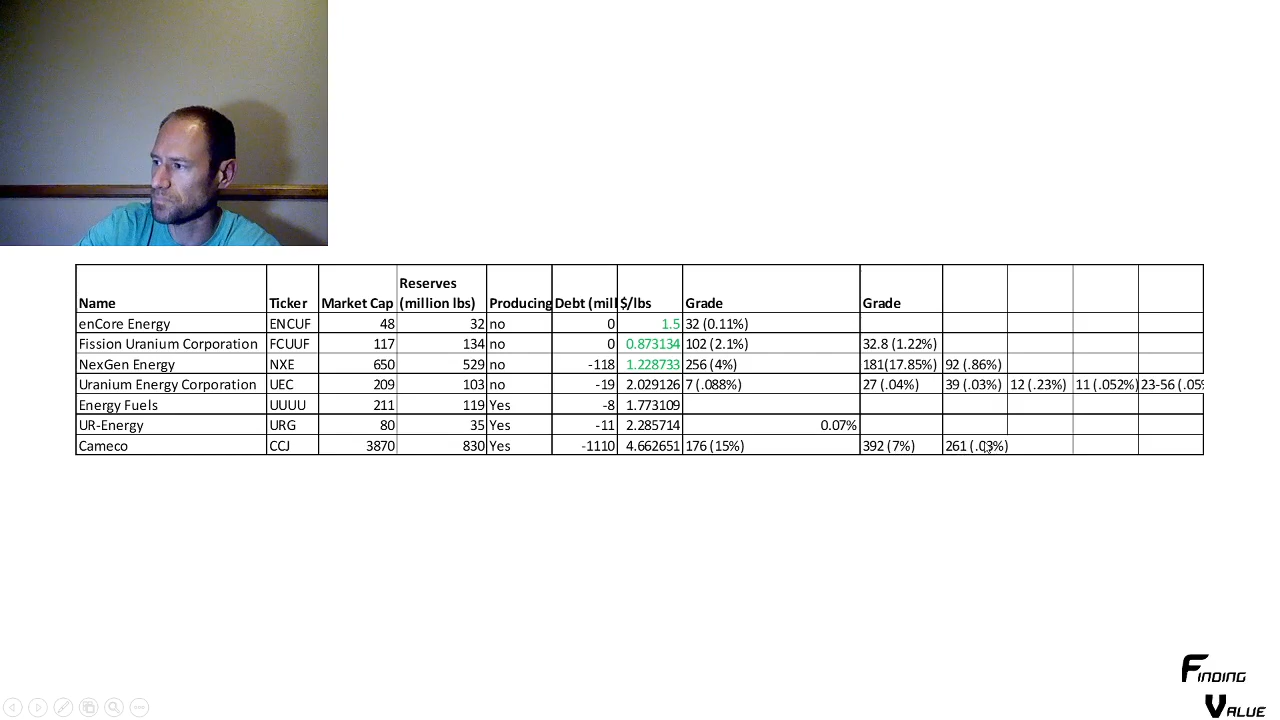 Name Ticker Market Cap Reserves (million lbs) Producing Debt (mill $/lbs Grade Grade
enCore Energy ENCUF 48 32 no 0 1.5 32 (0.11%)
Fission Uranium Corporation FCUUF 117 134 no 0 0.873134 102 (2.1%) 32.8 (1.22%)
NexGen Energy NXE 650 529 no -118 1.228733 256 (4%) 181(17.85%) 92 (.86%)
Uranium Energy Corporation UEC 209 103 no -19 2.029126 7 (.088%) 27 (.04%) 39 (.03%) 12 (.23%) 11 (.052%) 23-56 (.05
Energy Fuels UUUU 211 119 Yes -8 1.773109
UR-Energy URG 80 35 Yes -11 2.285714 0.07%
Cameco CCJ 3870 830 Yes -1110 4.662651 176 (15%) 392 (7%) 261 (.03%)
Finding
Value